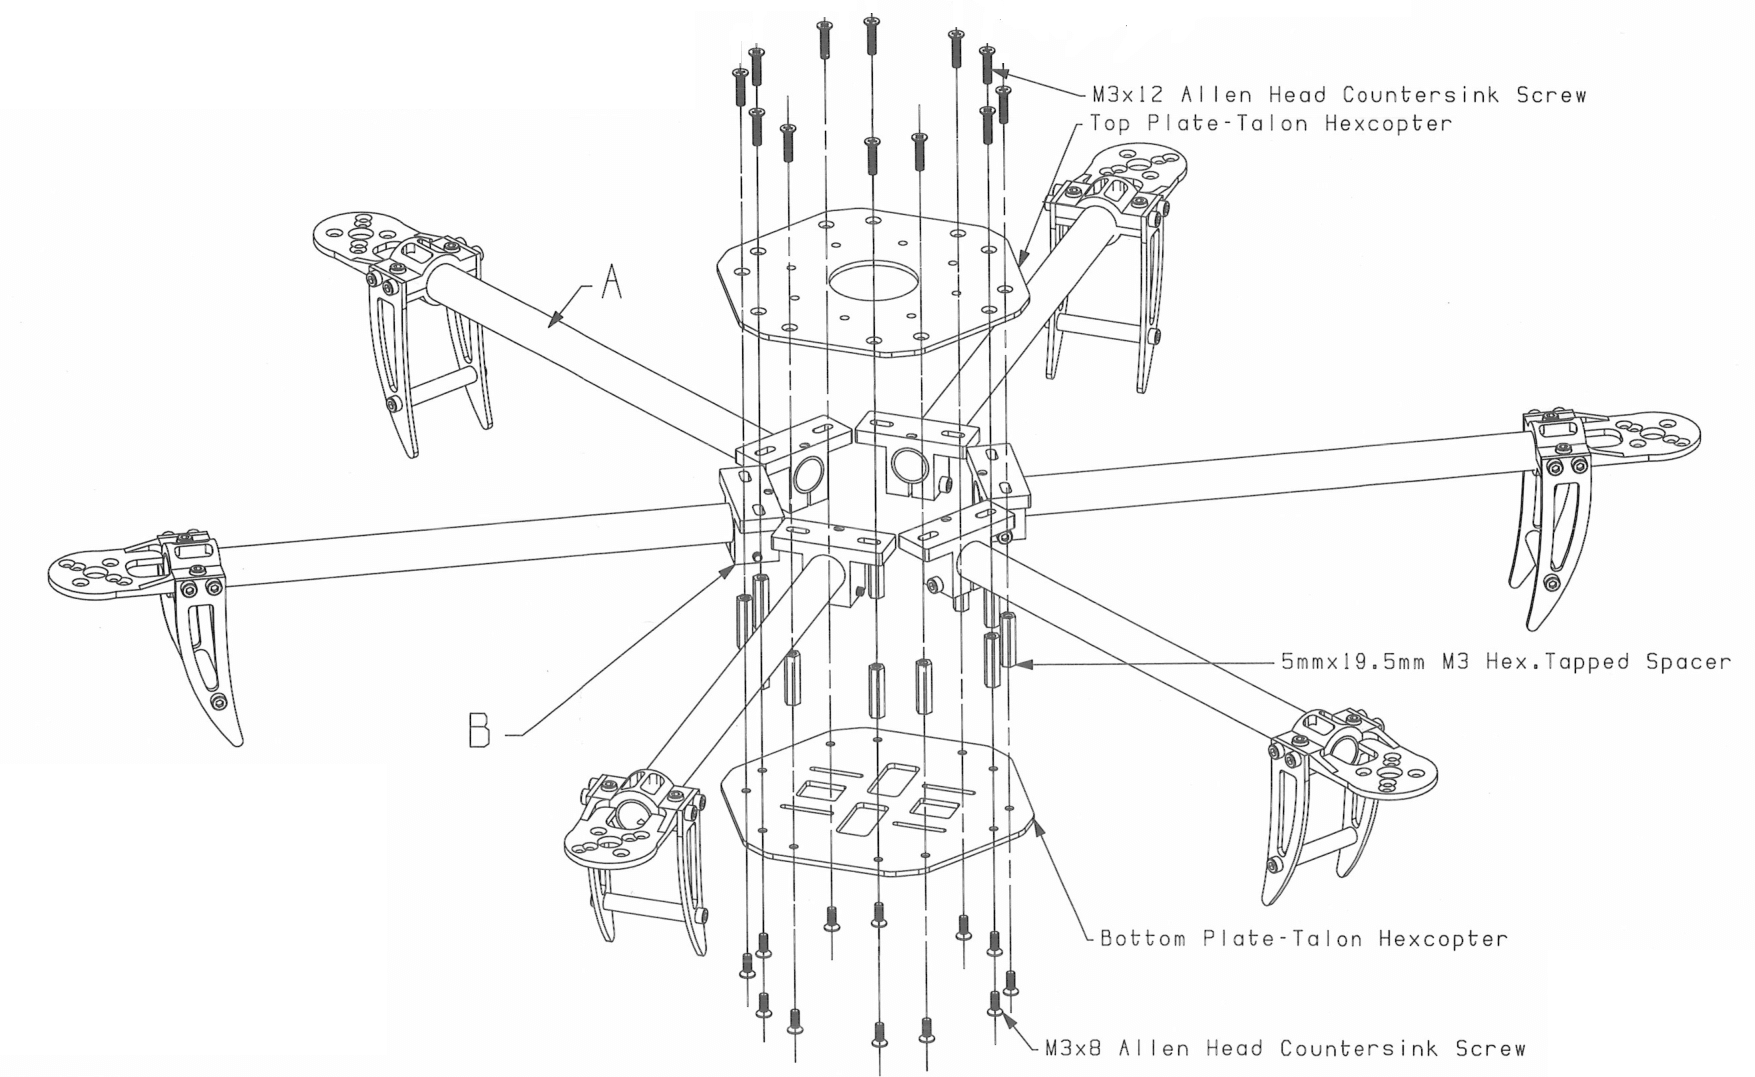 M3x12 Allen Head Countersink Screw
Top Plate-Talon Hexcopter
A
5mmx19.5mm M3 Hex.Tapped Spacer
B
Bottom Plate-Talon Hexcopter
M3x8 Allen Head Countersink Screw